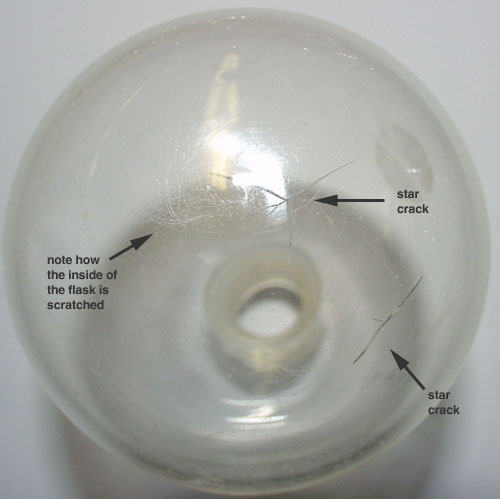 star
crack
note how
the inside of
the flask is
scratched
star
crack